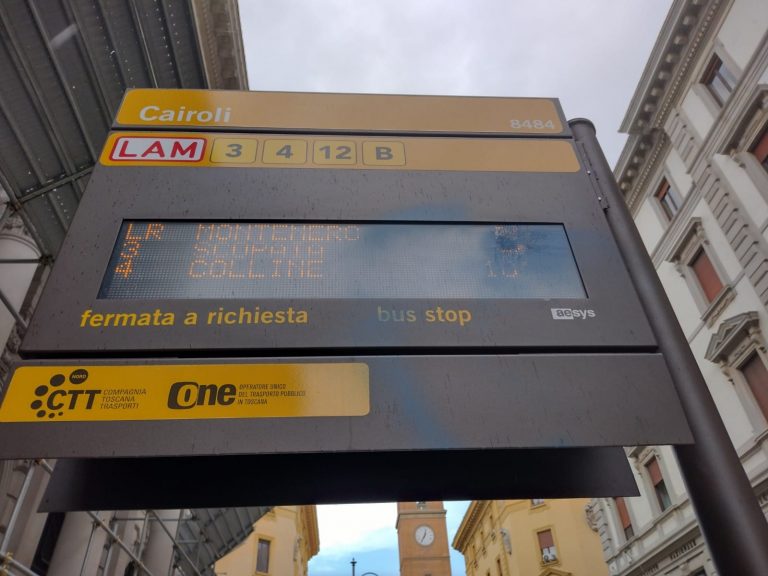 Cairoli 8484
LAM 3 4 12 B
LR MONTENERO
3
4 COLLINE 10'
fermata a richiesta bus stop aesys
NORD
CTT COMPAGNIA TOSCANA TRASPORTI
one OPERATORE UNICO DEL TRASPORTO PUBBLICO IN TOSCANA